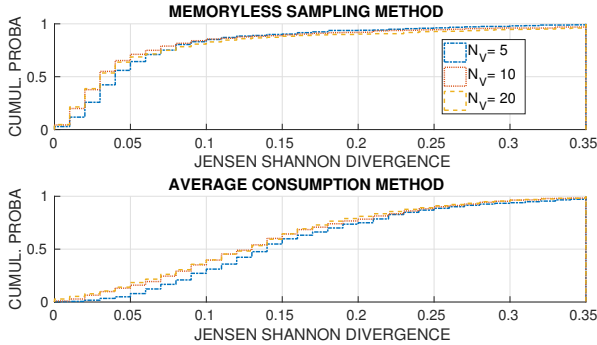 MEMORYLESS SAMPLING METHOD
CUMUL. PROBA
1
0.5
0
N_V= 5
N_V= 10
N_V= 20
0 0.05 0.1 0.15 0.2 0.25 0.3 0.35
JENSEN SHANNON DIVERGENCE
AVERAGE CONSUMPTION METHOD
CUMUL. PROBA
1
0.5
0
0 0.05 0.1 0.15 0.2 0.25 0.3 0.35
JENSEN SHANNON DIVERGENCE